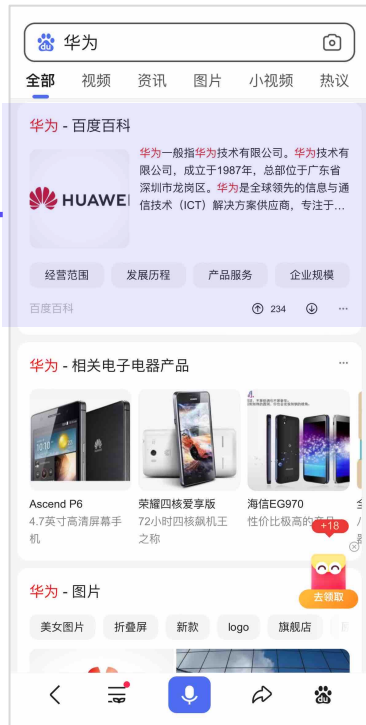 华为
全部 视频 资讯 图片 小视频 热议
华为 - 百度百科
HUAWEI
华为一般指华为技术有限公司。华为技术有
限公司，成立于1987年，总部位于广东省
深圳市龙岗区。华为是全球领先的信息与通
信技术（ICT）解决方案供应商，专注于...
经营范围 发展历程 产品服务 企业规模
百度百科 234
华为 - 相关电子电器产品
Ascend P6 荣耀四核爱享版 海信EG970
4.7英寸高清屏幕手 72小时四核飙机王 性价比极高的
机 之称
+18
去领取
华为 - 图片
美女图片 折叠屏 新款 logo 旗舰店